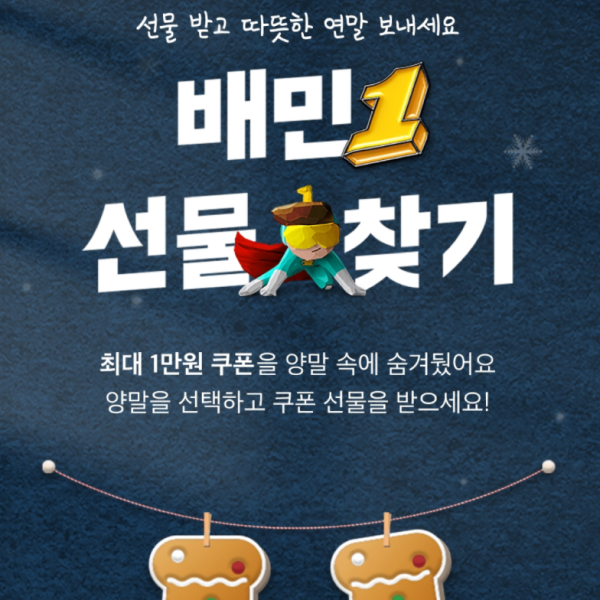 선물 받고 따뜻한 연말 보내세요
배민1
선물 찾기
최대 1만원 쿠폰을 양말 속에 숨겨뒀어요
양말을 선택하고 쿠폰 선물을 받으세요!